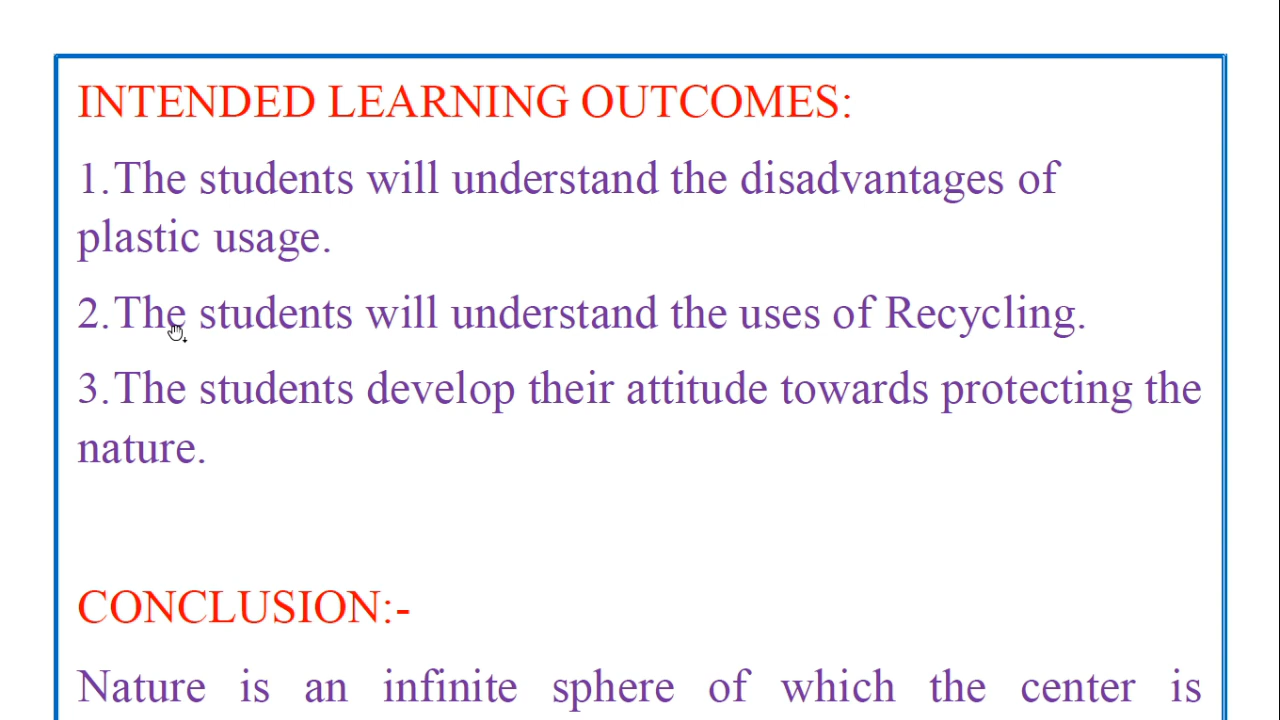 INTENDED LEARNING OUTCOMES:
1.The students will understand the disadvantages of
plastic usage.
2.The students will understand the uses of Recycling.
3.The students develop their attitude towards protecting the
nature.
CONCLUSION:-
Nature is an infinite sphere of which the center is